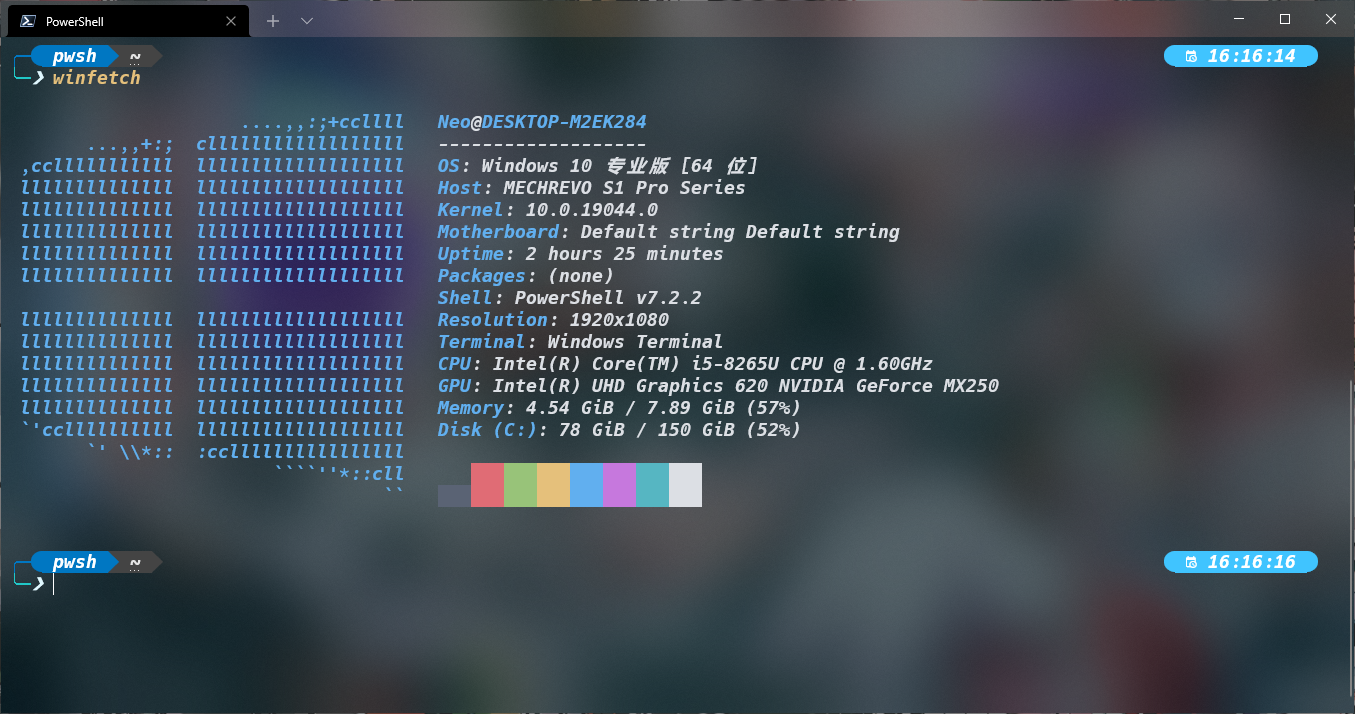 PowerShell
pwsh ~ 16:16:14
❯ winfetch
....,,:;+ccllll Neo@DESKTOP-M2EK284
...,,+:;  cllllllllllllllllll -------------------
,cclllllllllll  lllllllllllllllllll OS: Windows 10 专业版 [64 位]
llllllllllllll  lllllllllllllllllll Host: MECHREVO S1 Pro Series
llllllllllllll  lllllllllllllllllll Kernel: 10.0.19044.0
llllllllllllll  lllllllllllllllllll Motherboard: Default string Default string
llllllllllllll  lllllllllllllllllll Uptime: 2 hours 25 minutes
llllllllllllll  lllllllllllllllllll Packages: (none)
Shell: PowerShell v7.2.2
llllllllllllll  lllllllllllllllllll Resolution: 1920x1080
llllllllllllll  lllllllllllllllllll Terminal: Windows Terminal
llllllllllllll  lllllllllllllllllll CPU: Intel(R) Core(TM) i5-8265U CPU @ 1.60GHz
llllllllllllll  lllllllllllllllllll GPU: Intel(R) UHD Graphics 620 NVIDIA GeForce MX250
llllllllllllll  lllllllllllllllllll Memory: 4.54 GiB / 7.89 GiB (57%)
`'ccllllllllll  lllllllllllllllllll Disk (C:): 78 GiB / 150 GiB (52%)
`' \\*::  :ccllllllllllllllll
````''*::cll
``
pwsh ~ 16:16:16
❯